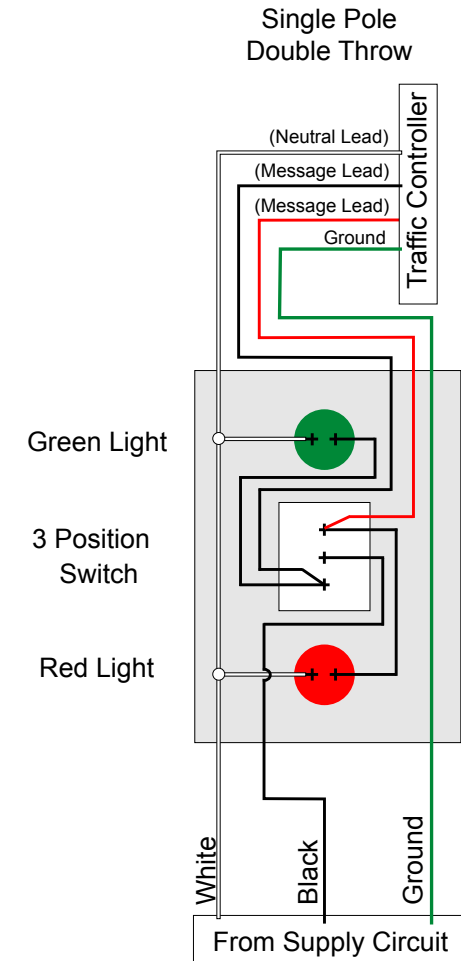 Single Pole
Double Throw
(Neutral Lead)
(Message Lead)
(Message Lead)
Ground
Traffic Controller
Green Light
3 Position
Switch
Red Light
White
Black
Ground
From Supply Circuit